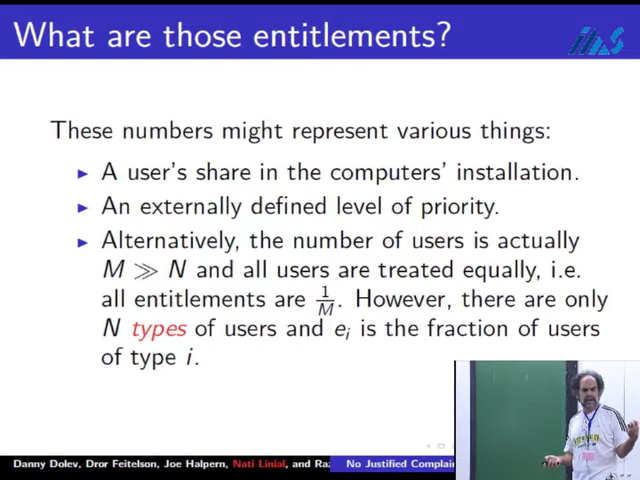 What are those entitlements?
These numbers might represent various things:
▶ A user's share in the computers' installation.
▶ An externally defined level of priority.
▶ Alternatively, the number of users is actually
M ≫ N and all users are treated equally, i.e.
all entitlements are 1/M. However, there are only
N types of users and eᵢ is the fraction of users
of type i.
Danny Dolev, Dror Feitelson, Joe Halpern, Nati Linial, and Raz No Justified Complain